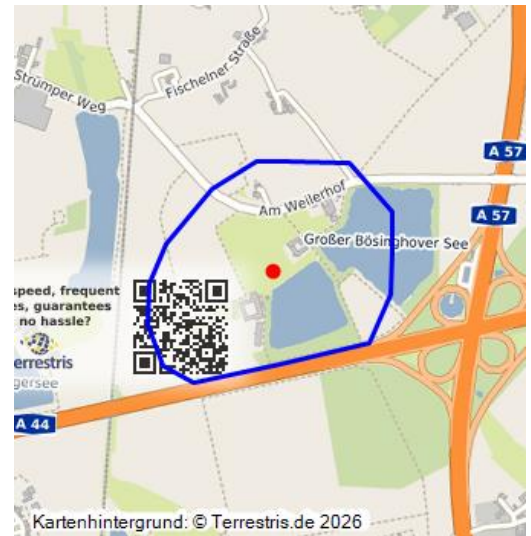 Strümper Weg
Fischelner Straße
A 57
Am Weilerhof
A 57
Großer Bösinghover See
speed, frequent
es, guarantees
no hassle?
terrestris
gersee
A 44
Kartenhintergrund: © Terrestris.de 2026